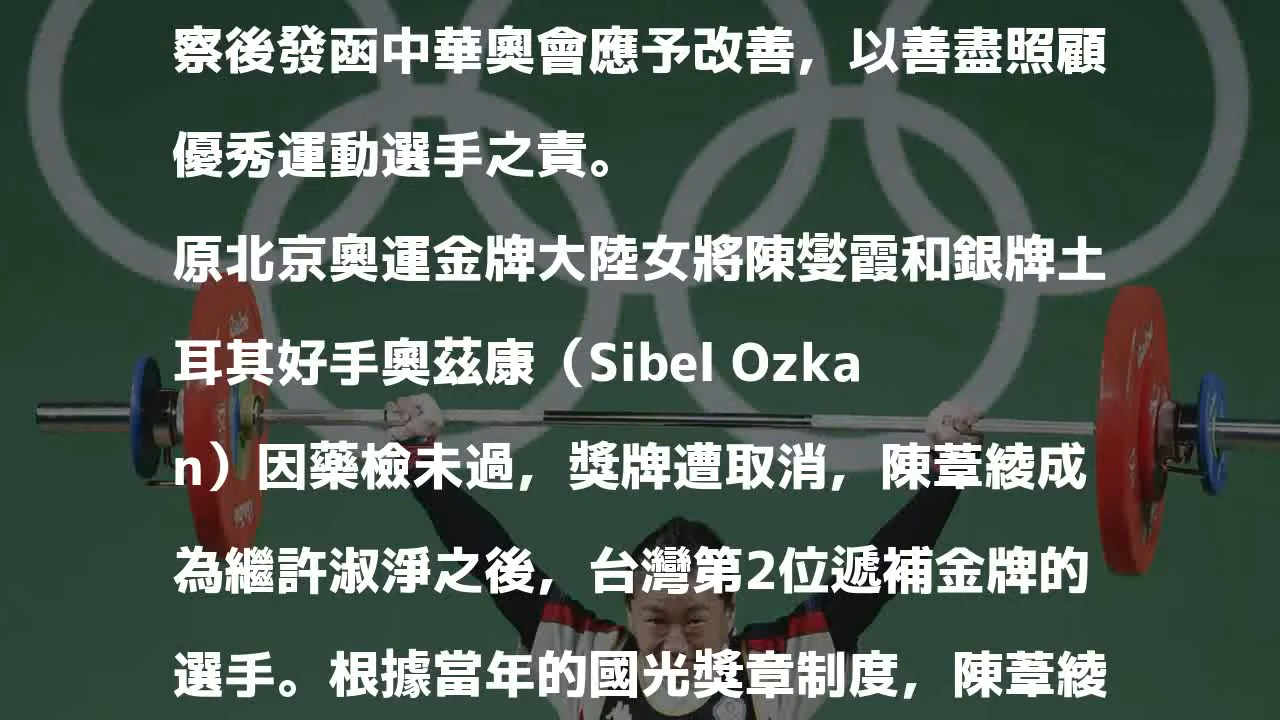 察後發函中華奧會應予改善，以善盡照顧
優秀運動選手之責。
原北京奧運金牌大陸女將陳燮霞和銀牌土
耳其好手奧茲康（Sibel Ozka
n）因藥檢未過，獎牌遭取消，陳葦綾成
為繼許淑淨之後，台灣第2位遞補金牌的
選手。根據當年的國光獎章制度，陳葦綾